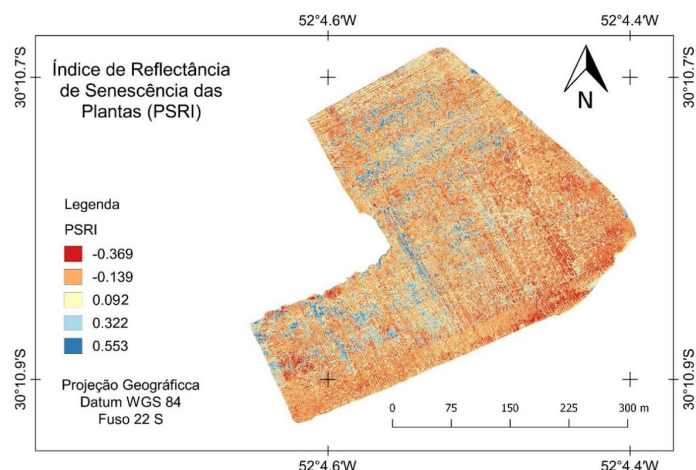 52°4.6'W
52°4.4'W
30°10.7'S
30°10.7'S
Índice de Reflectância
de Senescência das
Plantas (PSRI)
N
Legenda
PSRI
-0.369
-0.139
0.092
0.322
0.553
30°10.9'S
30°10.9'S
Projeção Geográficca
Datum WGS 84
Fuso 22 S
0 75 150 225 300 m
52°4.6'W
52°4.4'W